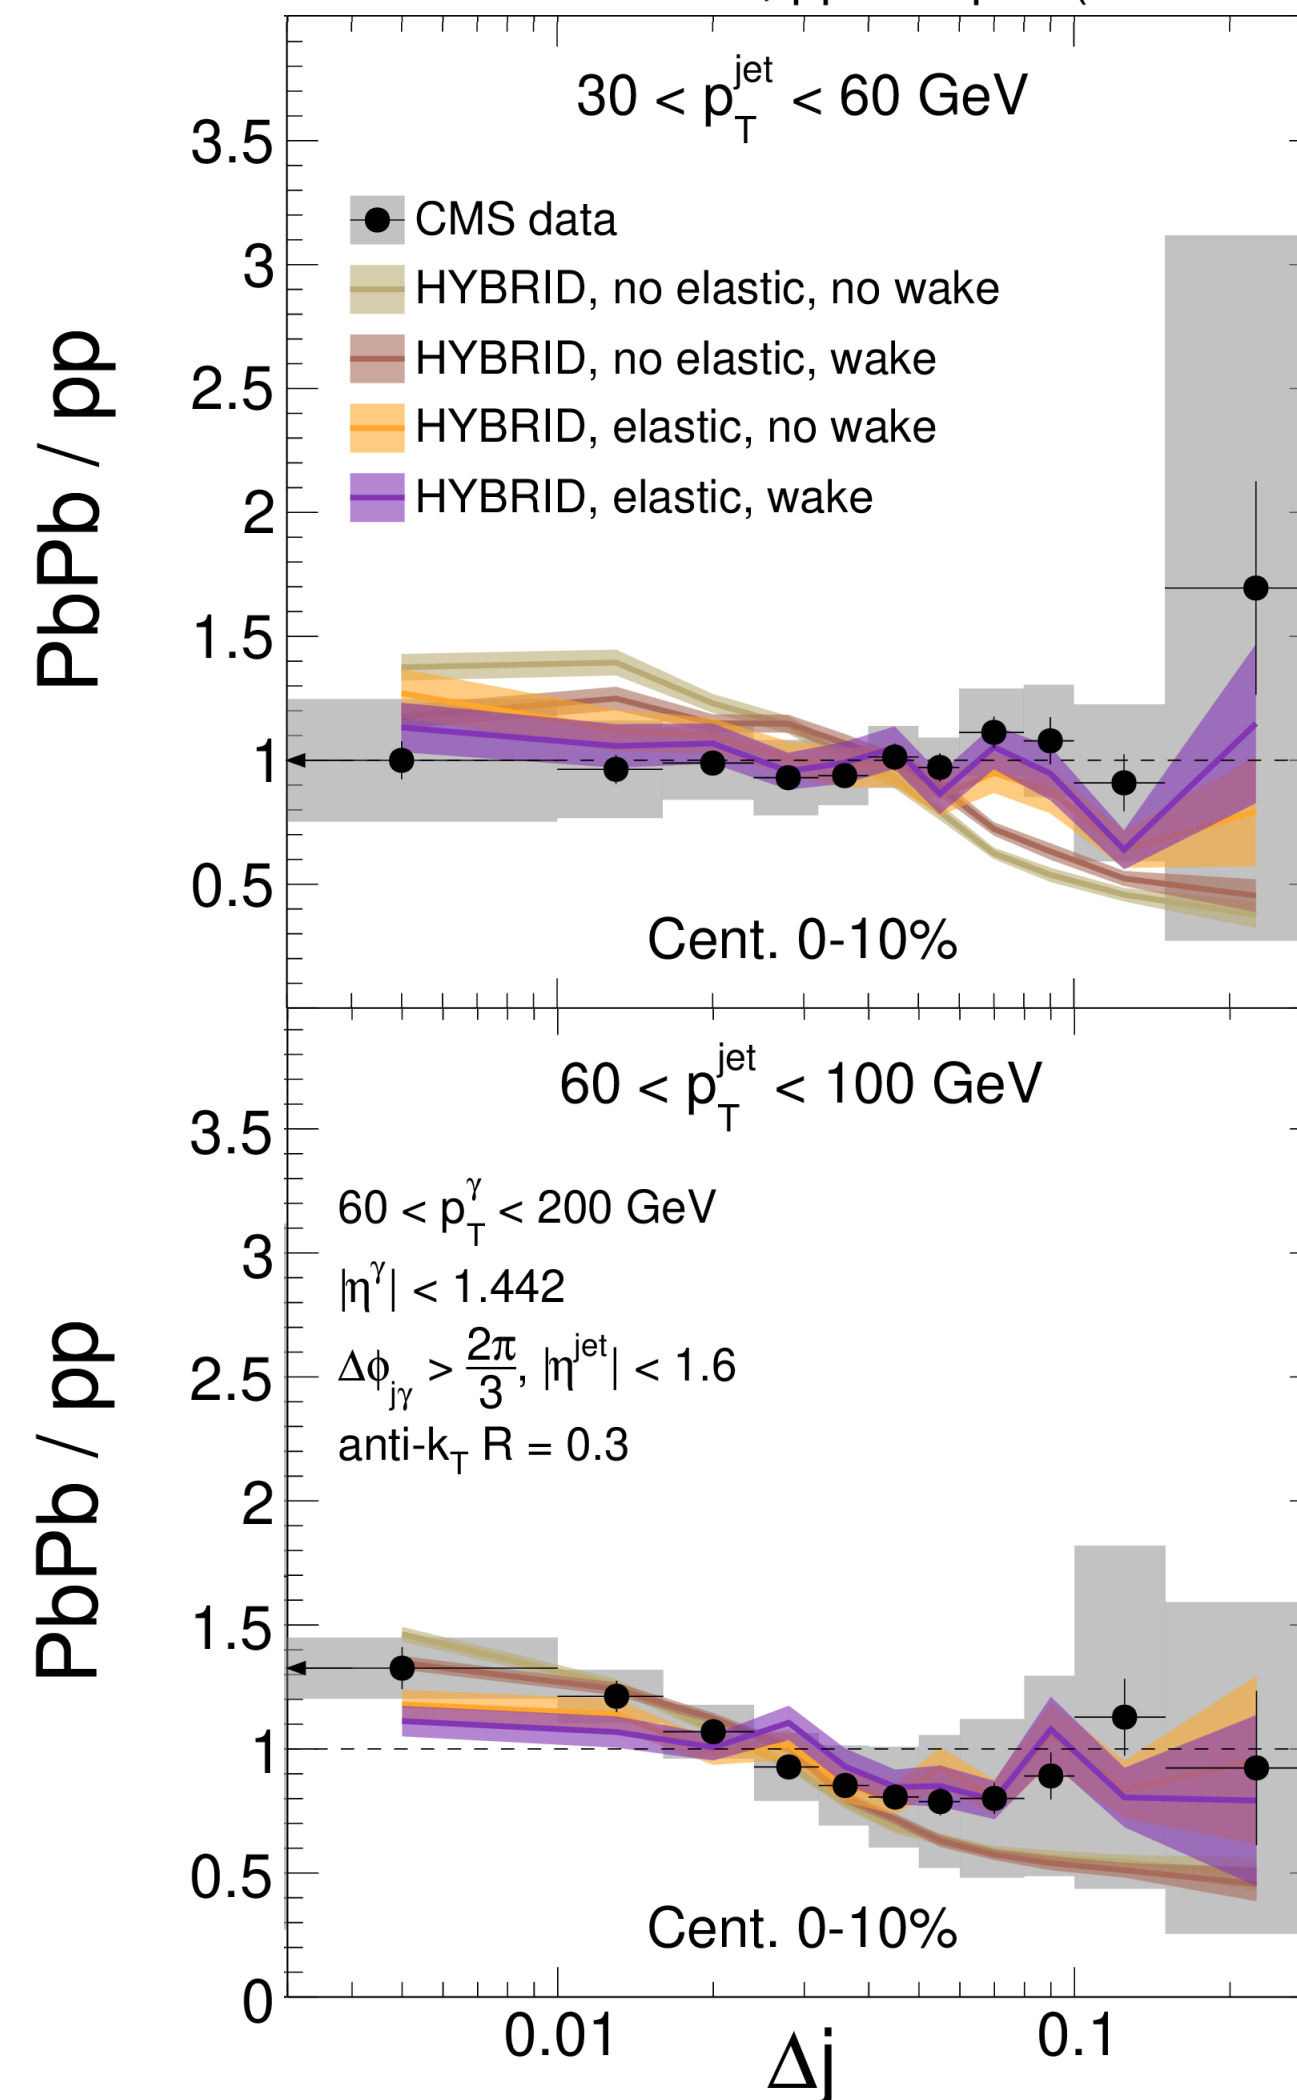 30 < p_T^jet < 60 GeV
3.5
CMS data
3
HYBRID, no elastic, no wake
HYBRID, no elastic, wake
2.5
HYBRID, elastic, no wake
HYBRID, elastic, wake
2
PbPb / pp
1.5
1
0.5
Cent. 0-10%
60 < p_T^jet < 100 GeV
3.5
60 < p_T^γ < 200 GeV
3
|η^γ| < 1.442
Δϕ_jγ > 2π/3, |η^jet| < 1.6
2.5
anti-k_T R = 0.3
2
PbPb / pp
1.5
1
0.5
Cent. 0-10%
0
0.01
0.1
Δj